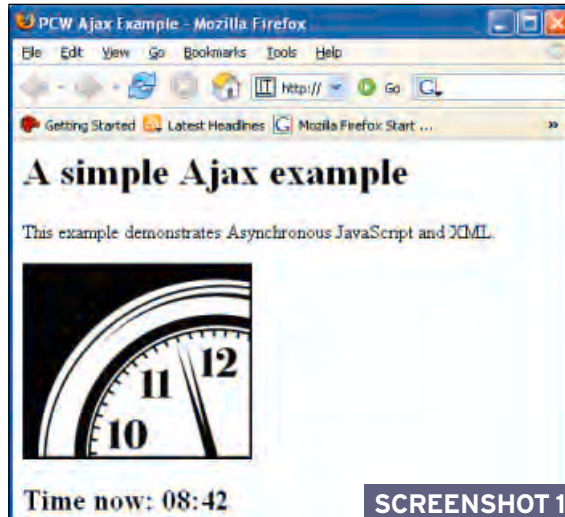 PCW Ajax Example - Mozilla Firefox
File Edit View Go Bookmarks Tools Help
http:// Go G
Getting Started Latest Headlines G Mozilla Firefox Start ... »
A simple Ajax example
This example demonstrates Asynchronous JavaScript and XML.
12
11
10
Time now: 08:42
SCREENSHOT 1